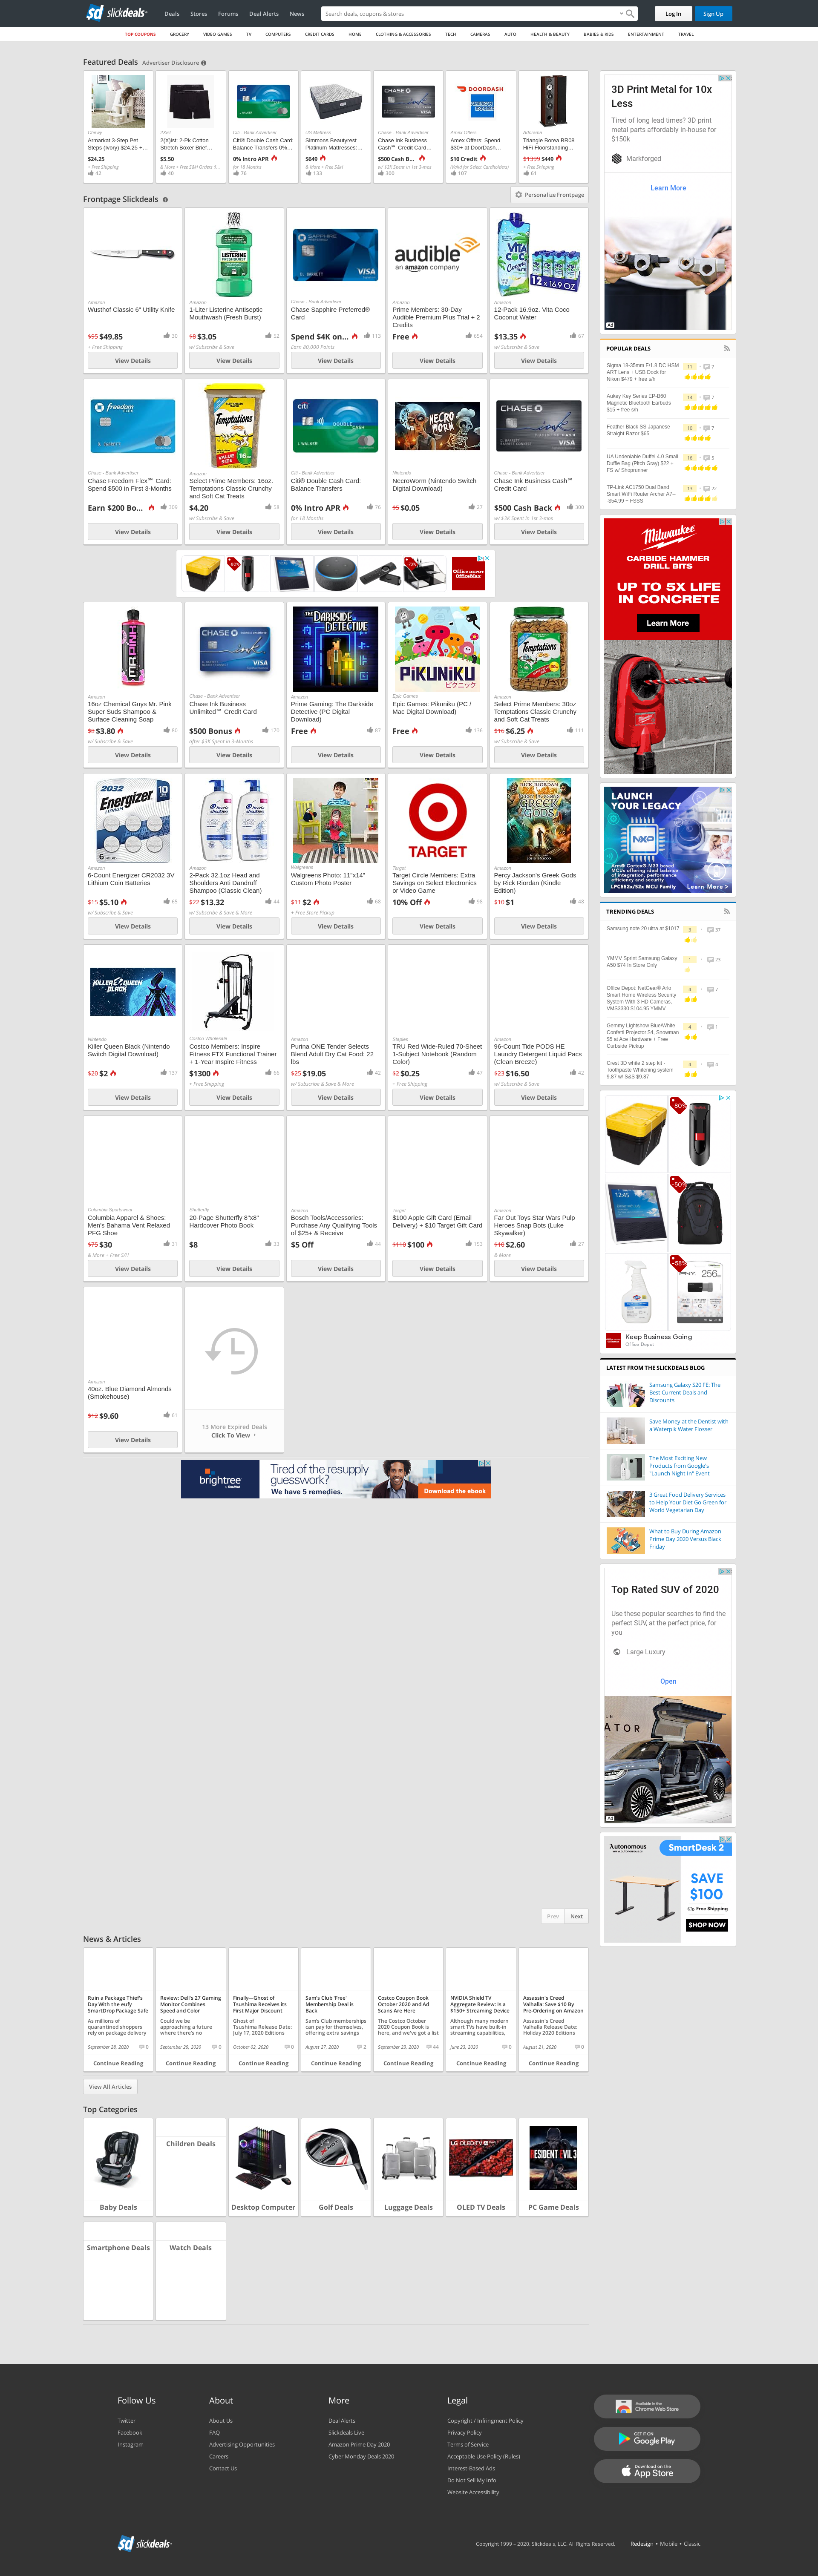 slickdeals
Deals
Stores
Forums
Deal Alerts
News
Search deals, coupons & stores
Log In
Sign Up
TOP COUPONS
GROCERY
VIDEO GAMES
TV
COMPUTERS
CREDIT CARDS
HOME
CLOTHING & ACCESSORIES
TECH
CAMERAS
AUTO
HEALTH & BEAUTY
BABIES & KIDS
ENTERTAINMENT
TRAVEL
Featured Deals Advertiser Disclosure
Chewy
Armarkat 3-Step Pet
Steps (Ivory) $24.25 +...
$24.25
+ Free Shipping
42
2(X)ist: 2-Pk Cotton
Stretch Boxer Brief...
$5.50
40
Citi - Bank Advertiser
Citi® Double Cash Card:
Balance Transfers 0%...
0% Intro APR
for 18 Months
76
US Mattress
Simmons Beautyrest
Platinum Mattresses:...
$649
& More + Free S&H
133
Chase - Bank Advertiser
Chase Ink Business
Cash℠ Credit Card...
$500 Cash B...
w/ $3K Spent in 1st 3-mos
300
Amex Offers
Amex Offers: Spend
$30+ at DoorDash...
$10 Credit
(Valid for Select Cardholders)
107
Adorama
Triangle Borea BR08
HiFi Floorstanding...
$1399 $449
+ Free Shipping
61
Frontpage Slickdeals
Personalize Frontpage
Amazon
Wusthof Classic 6" Utility Knife
$95 $49.85
30
+ Free Shipping
View Details
Amazon
1-Liter Listerine Antiseptic
Mouthwash (Fresh Burst)
$8 $3.05
52
w/ Subscribe & Save
View Details
Chase - Bank Advertiser
Chase Sapphire Preferred®
Card
Spend $4K on...
115
Earn 80,000 Points
View Details
audible
an amazon company
Amazon
Prime Members: 30-Day
Audible Premium Plus Trial + 2
Credits
Free
654
View Details
Amazon
12-Pack 16.9oz. Vita Coco
Coconut Water
$13.35
67
w/ Subscribe & Save
View Details
Chase - Bank Advertiser
Chase Freedom Flex℠ Card:
Spend $500 in First 3-Months
Earn $200 Bo...
309
View Details
Amazon
Select Prime Members: 16oz.
Temptations Classic Crunchy
and Soft Cat Treats
$4.20
58
w/ Subscribe & Save
View Details
Citi - Bank Advertiser
Citi® Double Cash Card:
Balance Transfers
0% Intro APR
76
for 18 Months
View Details
Nintendo
NecroWorm (Nintendo Switch
Digital Download)
$5 $0.05
27
View Details
Chase - Bank Advertiser
Chase Ink Business Cash℠
Credit Card
$500 Cash Back
300
w/ $3K Spent in 1st 3-mos
View Details
Amazon
16oz Chemical Guys Mr. Pink
Super Suds Shampoo &
Surface Cleaning Soap
$8 $3.80
80
w/ Subscribe & Save
View Details
Chase - Bank Advertiser
Chase Ink Business
Unlimited℠ Credit Card
$500 Bonus
170
after $3K Spent in 3-Months
View Details
Amazon
Prime Gaming: The Darkside
Detective (PC Digital
Download)
Free
87
View Details
Epic Games
Epic Games: Pikuniku (PC /
Mac Digital Download)
Free
136
View Details
Amazon
Select Prime Members: 30oz
Temptations Classic Crunchy
and Soft Cat Treats
$16 $6.25
111
w/ Subscribe & Save
View Details
Amazon
6-Count Energizer CR2032 3V
Lithium Coin Batteries
$15 $5.10
65
w/ Subscribe & Save
View Details
Amazon
2-Pack 32.1oz Head and
Shoulders Anti Dandruff
Shampoo (Classic Clean)
$22 $13.32
44
w/ Subscribe & Save & More
View Details
Walgreens
Walgreens Photo: 11"x14"
Custom Photo Poster
$11 $2
68
+ Free Store Pickup
View Details
TARGET
Target
Target Circle Members: Extra
Savings on Select Electronics
or Video Game
10% Off
98
View Details
Amazon
Percy Jackson's Greek Gods
by Rick Riordan (Kindle
Edition)
$10 $1
48
View Details
Nintendo
Killer Queen Black (Nintendo
Switch Digital Download)
$20 $2
137
View Details
Costco Wholesale
Costco Members: Inspire
Fitness FTX Functional Trainer
+ 1-Year Inspire Fitness
$1300
66
+ Free Shipping
View Details
Amazon
Purina ONE Tender Selects
Blend Adult Dry Cat Food: 22
lbs
$25 $19.05
42
w/ Subscribe & Save & More
View Details
Staples
TRU Red Wide-Ruled 70-Sheet
1-Subject Notebook (Random
Color)
$2 $0.25
47
+ Free Shipping
View Details
Amazon
96-Count Tide PODS HE
Laundry Detergent Liquid Pacs
(Clean Breeze)
$23 $16.50
42
w/ Subscribe & Save
View Details
Columbia Sportswear
Columbia Apparel & Shoes:
Men's Bahama Vent Relaxed
PFG Shoe
$75 $30
31
& More + Free S/H
View Details
Shutterfly
20-Page Shutterfly 8"x8"
Hardcover Photo Book
$8
33
View Details
Amazon
Bosch Tools/Accessories:
Purchase Any Qualifying Tools
of $25+ & Receive
$5 Off
44
View Details
Target
$100 Apple Gift Card (Email
Delivery) + $10 Target Gift Card
$110 $100
153
View Details
Amazon
Far Out Toys Star Wars Pulp
Heroes Snap Bots (Luke
Skywalker)
$10 $2.60
27
& More
View Details
Amazon
40oz. Blue Diamond Almonds
(Smokehouse)
$12 $9.60
61
View Details
13 More Expired Deals
Click To View
brightree
Tired of the resupply
guesswork?
We have 5 remedies.
Download the ebook
Prev
Next
3D Print Metal for 10x
Less
Tired of long lead times? 3D print
metal parts affordably in-house for
$150k
Markforged
Learn More
Ad
POPULAR DEALS
Sigma 18-35mm F/1.8 DC HSM
ART Lens + USB Dock for
Nikon $479 + free s/h
11
7
Aukey Key Series EP-B60
Magnetic Bluetooth Earbuds
$15 + free s/h
14
7
Feather Black SS Japanese
Straight Razor $65
10
7
UA Undeniable Duffel 4.0 Small
Duffle Bag (Pitch Gray) $22 +
FS w/ Shoprunner
16
5
TP-Link AC1750 Dual Band
Smart WiFi Router Archer A7--
-$54.99 + FSSS
13
22
Milwaukee
CARBIDE HAMMER
DRILL BITS
UP TO 5X LIFE
IN CONCRETE
Learn More
LAUNCH
YOUR LEGACY
NXP
Arm® Cortex®-M33 based
MCUs offering ideal balance
of integration, performance
efficiency and security
LPC552x/S2x MCU Family
Learn More
TRENDING DEALS
Samsung note 20 ultra at $1017
3
37
YMMV Sprint Samsung Galaxy
A50 $74 In Store Only
1
23
Office Depot: NetGear® Arlo
Smart Home Wireless Security
System With 3 HD Cameras,
VMS3330 $104.95 YMMV
4
7
Gemmy Lightshow Blue/White
Confetti Projector $4, Snowman
$5 at Ace Hardware + Free
Curbside Pickup
4
1
Crest 3D white 2 step kit -
Toothpaste Whitening system
9.87 w/ S&S $9.87
4
4
-80%
-50%
-58%
Keep Business Going
Office Depot
LATEST FROM THE SLICKDEALS BLOG
Samsung Galaxy S20 FE: The
Best Current Deals and
Discounts
Save Money at the Dentist with
a Waterpik Water Flosser
The Most Exciting New
Products from Google's
"Launch Night In" Event
3 Great Food Delivery Services
to Help Your Diet Go Green for
World Vegetarian Day
What to Buy During Amazon
Prime Day 2020 Versus Black
Friday
Top Rated SUV of 2020
Use these popular searches to find the
perfect SUV, at the perfect price, for
you
Large Luxury
Open
Ad
autonomous
SmartDesk 2
SAVE
$100
Free Shipping
SHOP NOW
News & Articles
Ruin a Package Thief's
Day With the eufy
SmartDrop Package Safe
As millions of
quarantined shoppers
rely on package delivery
September 28, 2020
0
Continue Reading
Review: Dell's 27 Gaming
Monitor Combines
Speed and Color
Could we be
approaching a future
where there's no
September 29, 2020
0
Continue Reading
Finally—Ghost of
Tsushima Receives its
First Major Discount
Ghost of
Tsushima Release Date:
July 17, 2020 Editions
October 02, 2020
0
Continue Reading
Sam's Club 'Free'
Membership Deal is
Back
Sam's Club memberships
can pay for themselves,
offering extra savings
August 27, 2020
2
Continue Reading
Costco Coupon Book
October 2020 and Ad
Scans Are Here
The Costco October
2020 Coupon Book is
here, and we've got a list
September 23, 2020
44
Continue Reading
NVIDIA Shield TV
Aggregate Review: Is a
$150+ Streaming Device
Although many modern
smart TVs have built-in
streaming capabilities,
June 23, 2020
0
Continue Reading
Assassin's Creed
Valhalla: Save $10 By
Pre-Ordering on Amazon
Assassin's Creed
Valhalla Release Date:
Holiday 2020 Editions
August 21, 2020
0
Continue Reading
View All Articles
Top Categories
Baby Deals
Children Deals
Desktop Computer
Golf Deals
Luggage Deals
OLED TV Deals
PC Game Deals
Smartphone Deals
Watch Deals
Follow Us
Twitter
Facebook
Instagram
About
About Us
FAQ
Advertising Opportunities
Careers
Contact Us
More
Deal Alerts
Slickdeals Live
Amazon Prime Day 2020
Cyber Monday Deals 2020
Legal
Copyright / Infringment Policy
Privacy Policy
Terms of Service
Acceptable Use Policy (Rules)
Interest-Based Ads
Do Not Sell My Info
Website Accessibility
Available in the
Chrome Web Store
GET IT ON
Google Play
Download on the
App Store
slickdeals
Copyright 1999 – 2020. Slickdeals, LLC. All Rights Reserved.
Redesign • Mobile • Classic